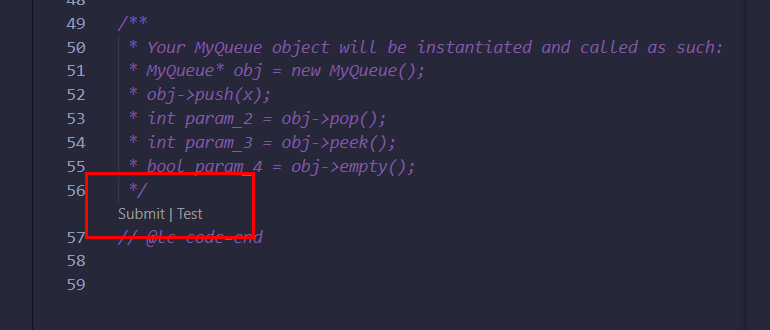 49 /**
50 * Your MyQueue object will be instantiated and called as such:
51 * MyQueue* obj = new MyQueue();
52 * obj->push(x);
53 * int param_2 = obj->pop();
54 * int param_3 = obj->peek();
55 * bool param_4 = obj->empty();
56 */
Submit | Test
57 // @lc code=end
58
59